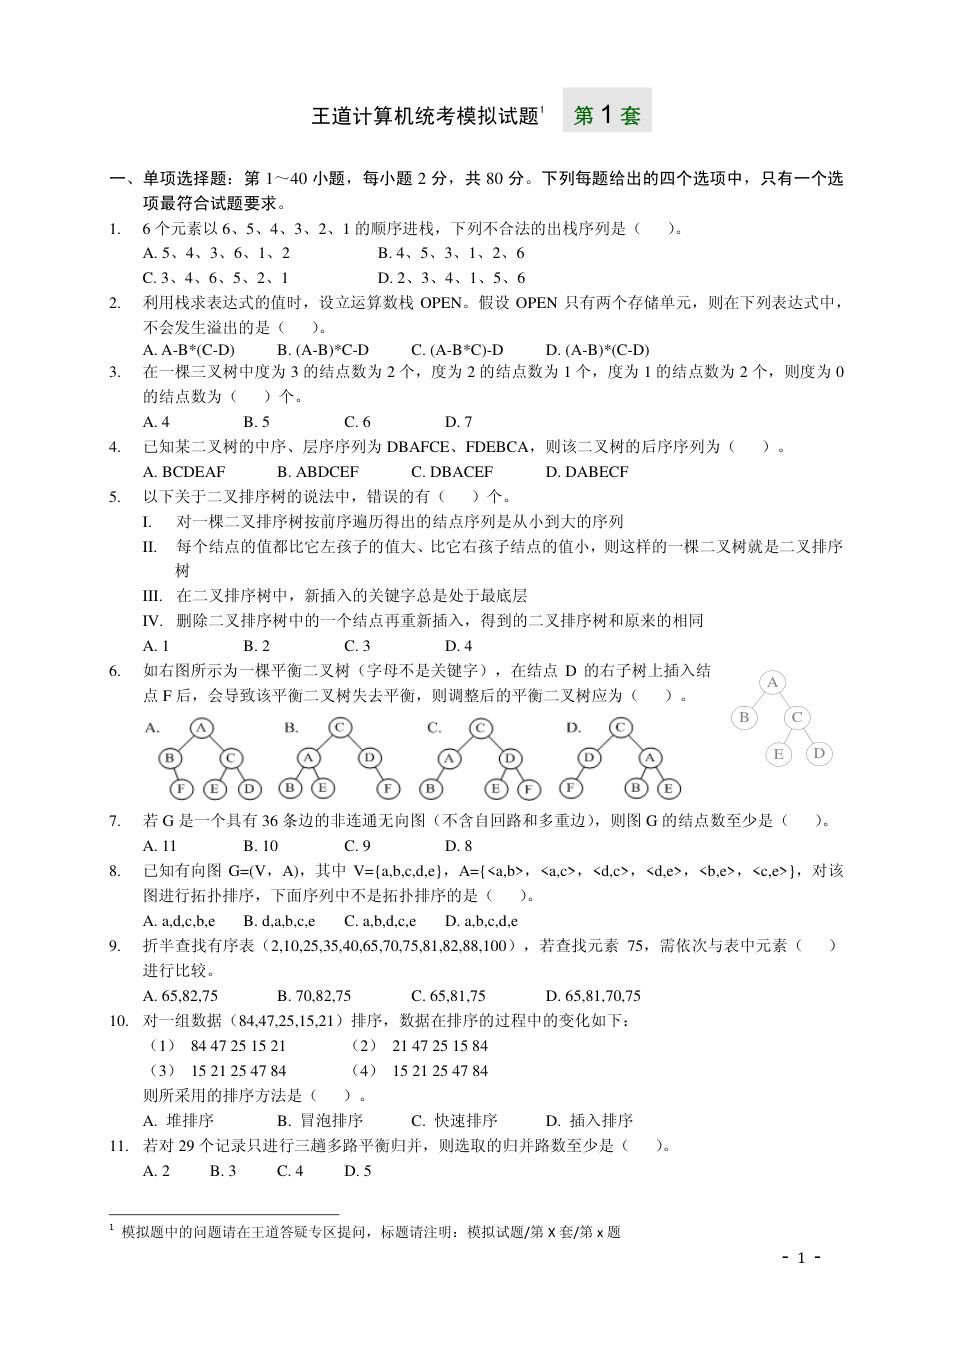 王道计算机统考模拟试题1 第 1 套
一、单项选择题：第 1～40 小题，每小题 2 分，共 80 分。下列每题给出的四个选项中，只有一个选
项最符合试题要求。
1. 6 个元素以 6、5、4、3、2、1 的顺序进栈，下列不合法的出栈序列是（ ）。
A. 5、4、3、6、1、2 B. 4、5、3、1、2、6
C. 3、4、6、5、2、1 D. 2、3、4、1、5、6
2. 利用栈求表达式的值时，设立运算数栈 OPEN。假设 OPEN 只有两个存储单元，则在下列表达式中，
不会发生溢出的是（ ）。
A. A-B*(C-D) B. (A-B)*C-D C. (A-B*C)-D D. (A-B)*(C-D)
3. 在一棵三叉树中度为 3 的结点数为 2 个，度为 2 的结点数为 1 个，度为 1 的结点数为 2 个，则度为 0
的结点数为（ ）个。
A. 4 B. 5 C. 6 D. 7
4. 已知某二叉树的中序、层序序列为 DBAFCE、FDEBCA，则该二叉树的后序序列为（ ）。
A. BCDEAF B. ABDCEF C. DBACEF D. DABECF
5. 以下关于二叉排序树的说法中，错误的有（ ）个。
I. 对一棵二叉排序树按前序遍历得出的结点序列是从小到大的序列
II. 每个结点的值都比它左孩子的值大、比它右孩子结点的值小，则这样的一棵二叉树就是二叉排序
树
III. 在二叉排序树中，新插入的关键字总是处于最底层
IV. 删除二叉排序树中的一个结点再重新插入，得到的二叉排序树和原来的相同
A. 1 B. 2 C. 3 D. 4
6. 如右图所示为一棵平衡二叉树（字母不是关键字），在结点 D 的右子树上插入结
点 F 后，会导致该平衡二叉树失去平衡，则调整后的平衡二叉树应为（ ）。
A
B C
E D
A. A B. C C. C D. C
B C A D A D D A
F E D B E F B E F F B E
7. 若 G 是一个具有 36 条边的非连通无向图（不含自回路和多重边），则图 G 的结点数至少是（ ）。
A. 11 B. 10 C. 9 D. 8
8. 已知有向图 G=(V，A)，其中 V={a,b,c,d,e}，A={<a,b>，<a,c>，<d,c>，<d,e>，<b,e>，<c,e>}，对该
图进行拓扑排序，下面序列中不是拓扑排序的是（ ）。
A. a,d,c,b,e B. d,a,b,c,e C. a,b,d,c,e D. a,b,c,d,e
9. 折半查找有序表（2,10,25,35,40,65,70,75,81,82,88,100），若查找元素 75，需依次与表中元素（ ）
进行比较。
A. 65,82,75 B. 70,82,75 C. 65,81,75 D. 65,81,70,75
10. 对一组数据（84,47,25,15,21）排序，数据在排序的过程中的变化如下：
（1） 84 47 25 15 21 （2） 21 47 25 15 84
（3） 15 21 25 47 84 （4） 15 21 25 47 84
则所采用的排序方法是（ ）。
A. 堆排序 B. 冒泡排序 C. 快速排序 D. 插入排序
11. 若对 29 个记录只进行三趟多路平衡归并，则选取的归并路数至少是（ ）。
A. 2 B. 3 C. 4 D. 5
1 模拟题中的问题请在王道答疑专区提问，标题请注明：模拟试题/第 X 套/第 x 题
- 1 -